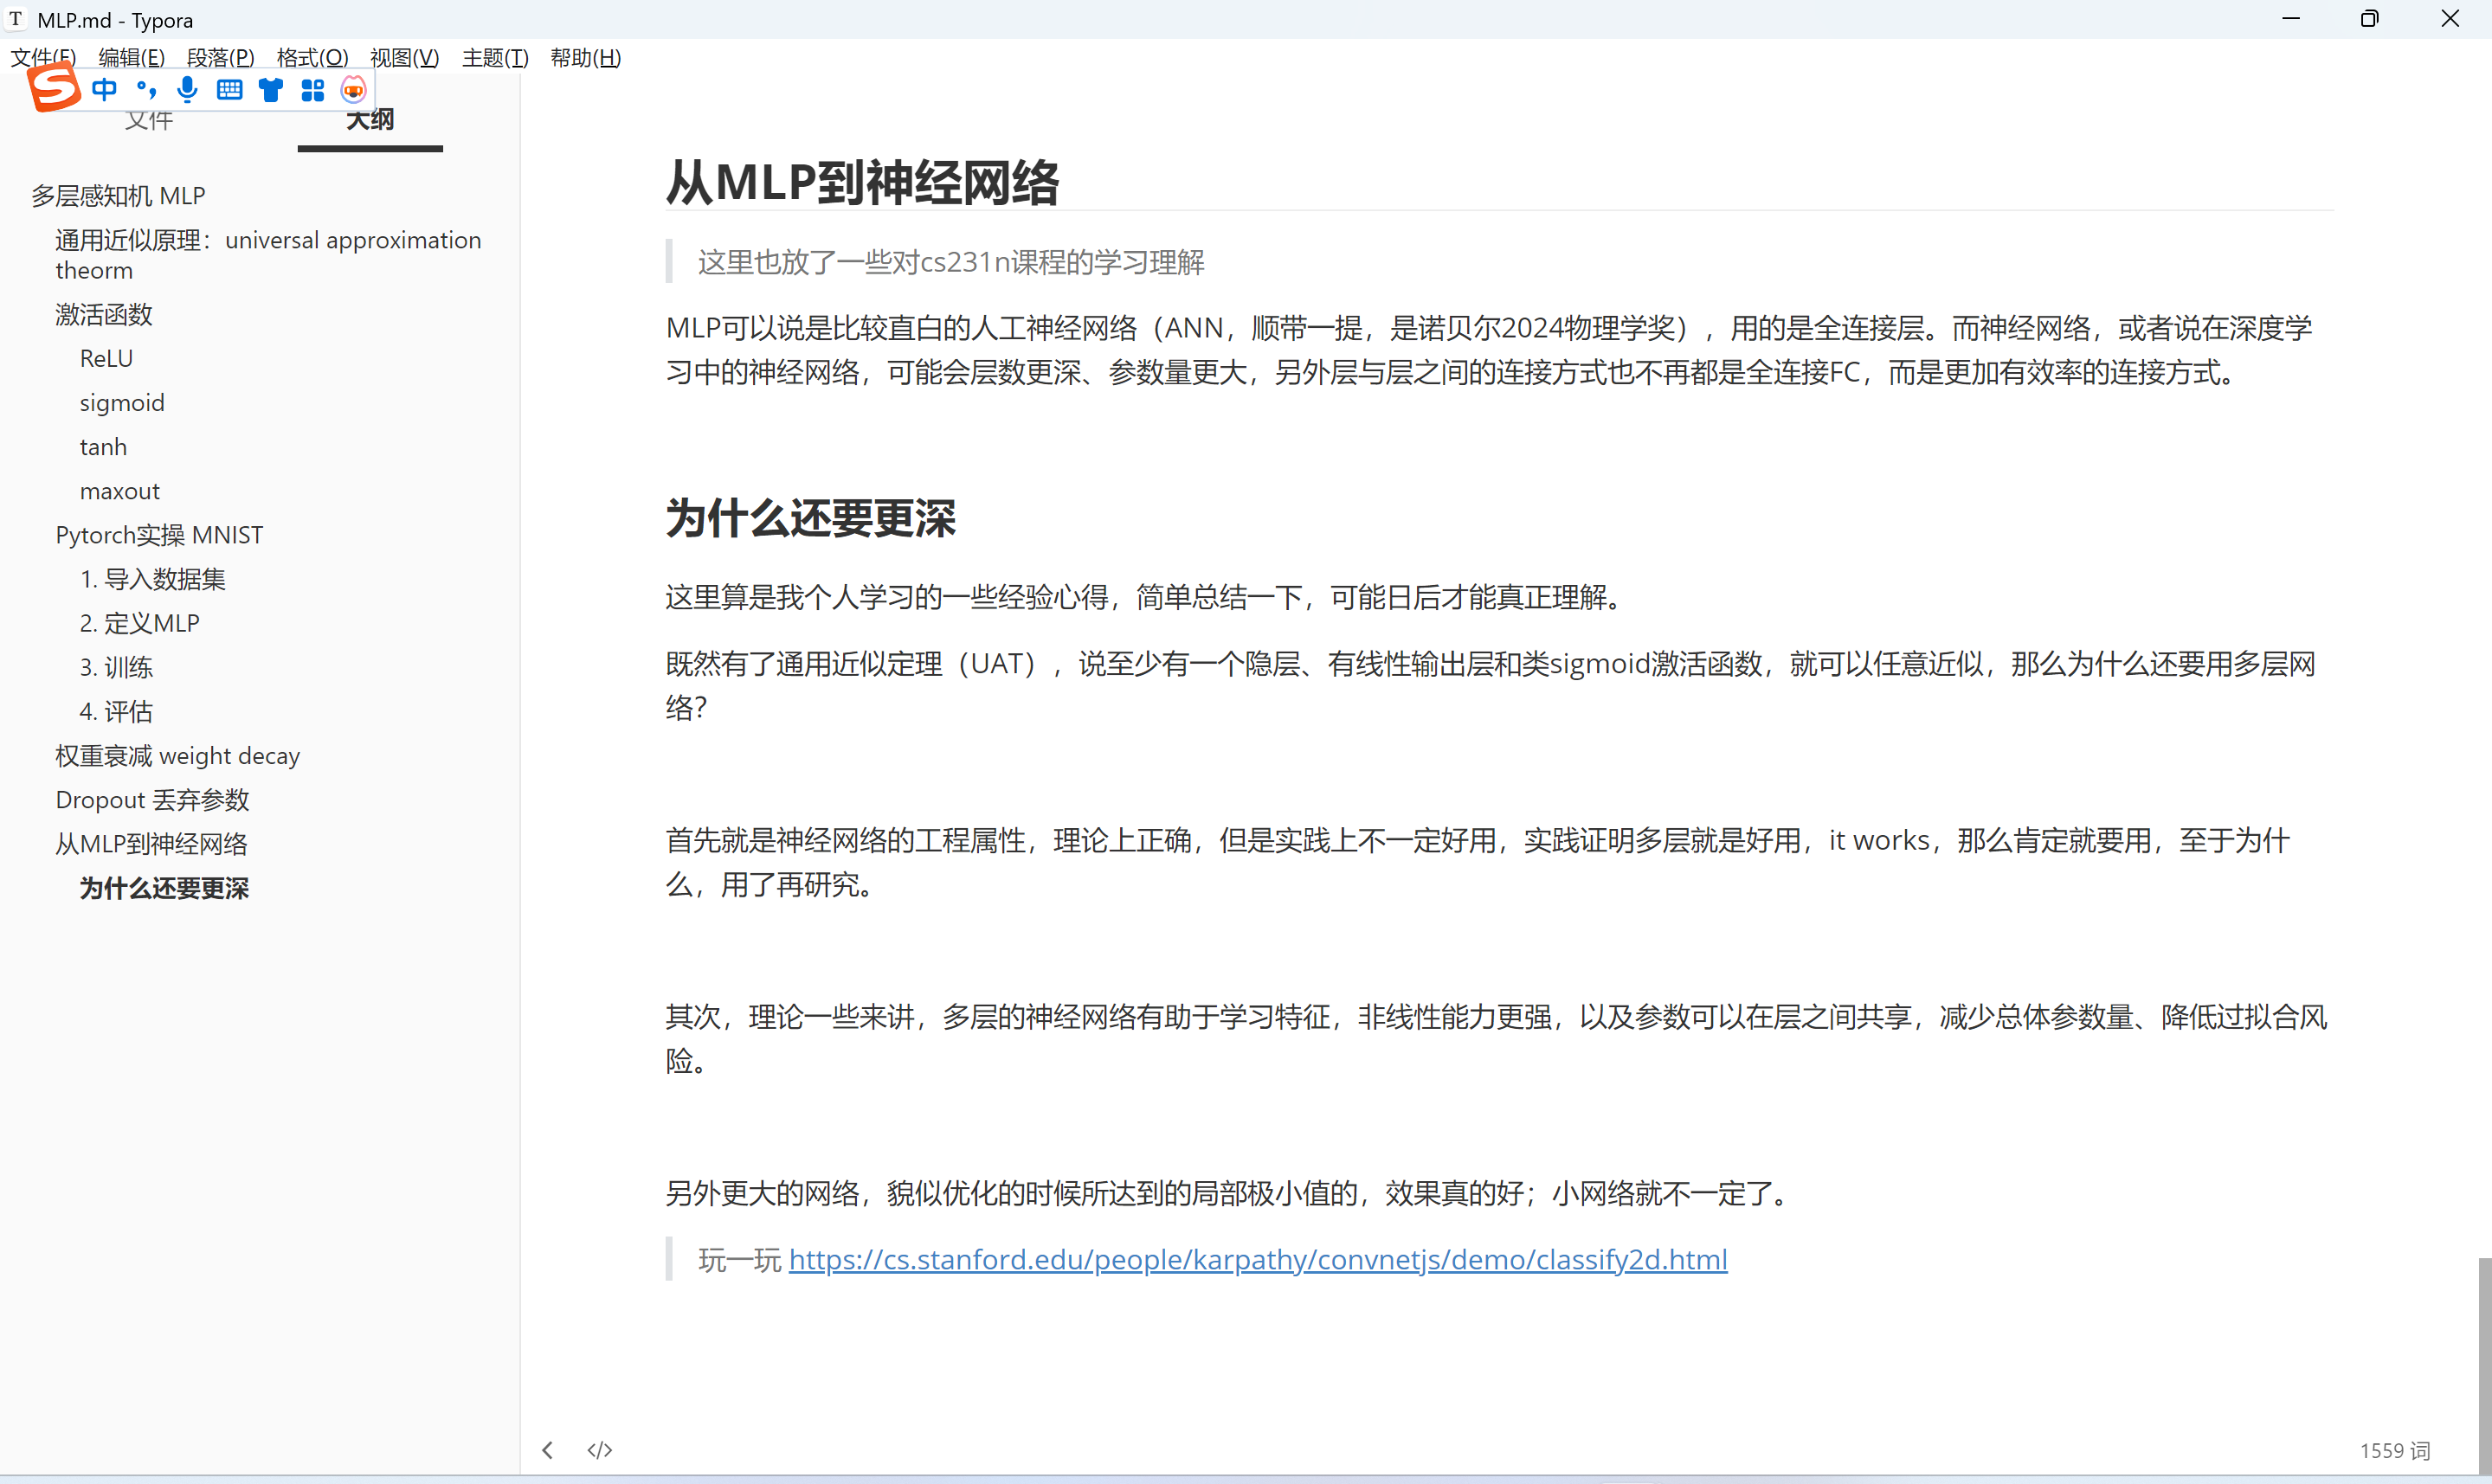 MLP.md - Typora
文件(F) 编辑(E) 段落(P) 格式(O) 视图(V) 主题(T) 帮助(H)
中
文件 大纲
多层感知机 MLP
通用近似原理：universal approximation
theorm
激活函数
ReLU
sigmoid
tanh
maxout
Pytorch实操 MNIST
1. 导入数据集
2. 定义MLP
3. 训练
4. 评估
权重衰减 weight decay
Dropout 丢弃参数
从MLP到神经网络
为什么还要更深
从MLP到神经网络
这里也放了一些对cs231n课程的学习理解
MLP可以说是比较直白的人工神经网络（ANN，顺带一提，是诺贝尔2024物理学奖），用的是全连接层。而神经网络，或者说在深度学
习中的神经网络，可能会层数更深、参数量更大，另外层与层之间的连接方式也不再都是全连接FC，而是更加有效率的连接方式。
为什么还要更深
这里算是我个人学习的一些经验心得，简单总结一下，可能日后才能真正理解。
既然有了通用近似定理（UAT），说至少有一个隐层、有线性输出层和类sigmoid激活函数，就可以任意近似，那么为什么还要用多层网
络？
首先就是神经网络的工程属性，理论上正确，但是实践上不一定好用，实践证明多层就是好用，it works，那么肯定就要用，至于为什
么，用了再研究。
其次，理论一些来讲，多层的神经网络有助于学习特征，非线性能力更强，以及参数可以在层之间共享，减少总体参数量、降低过拟合风
险。
另外更大的网络，貌似优化的时候所达到的局部极小值的，效果真的好；小网络就不一定了。
玩一玩 https://cs.stanford.edu/people/karpathy/convnetjs/demo/classify2d.html
1559 词